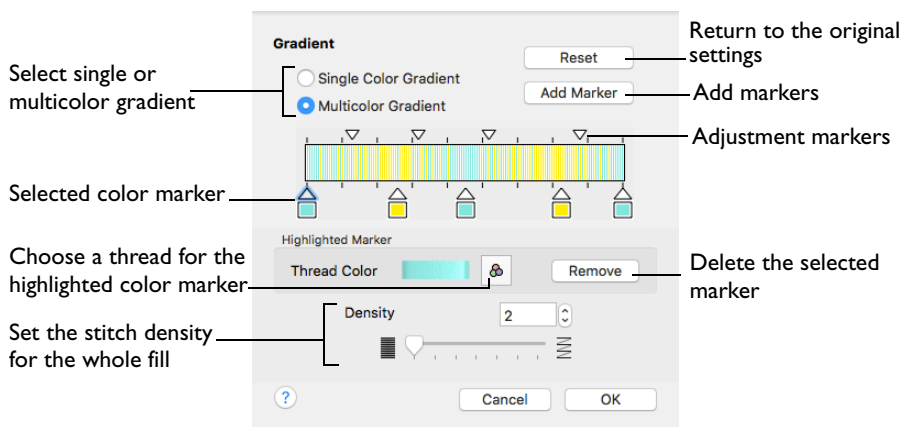 Gradient
Reset
Return to the original
settings
Select single or
multicolor gradient
Single Color Gradient
Multicolor Gradient
Add Marker
Add markers
Adjustment markers
Selected color marker
Highlighted Marker
Choose a thread for the
highlighted color marker
Thread Color
Remove
Delete the selected
marker
Density
2
Set the stitch density
for the whole fill
?
Cancel
OK